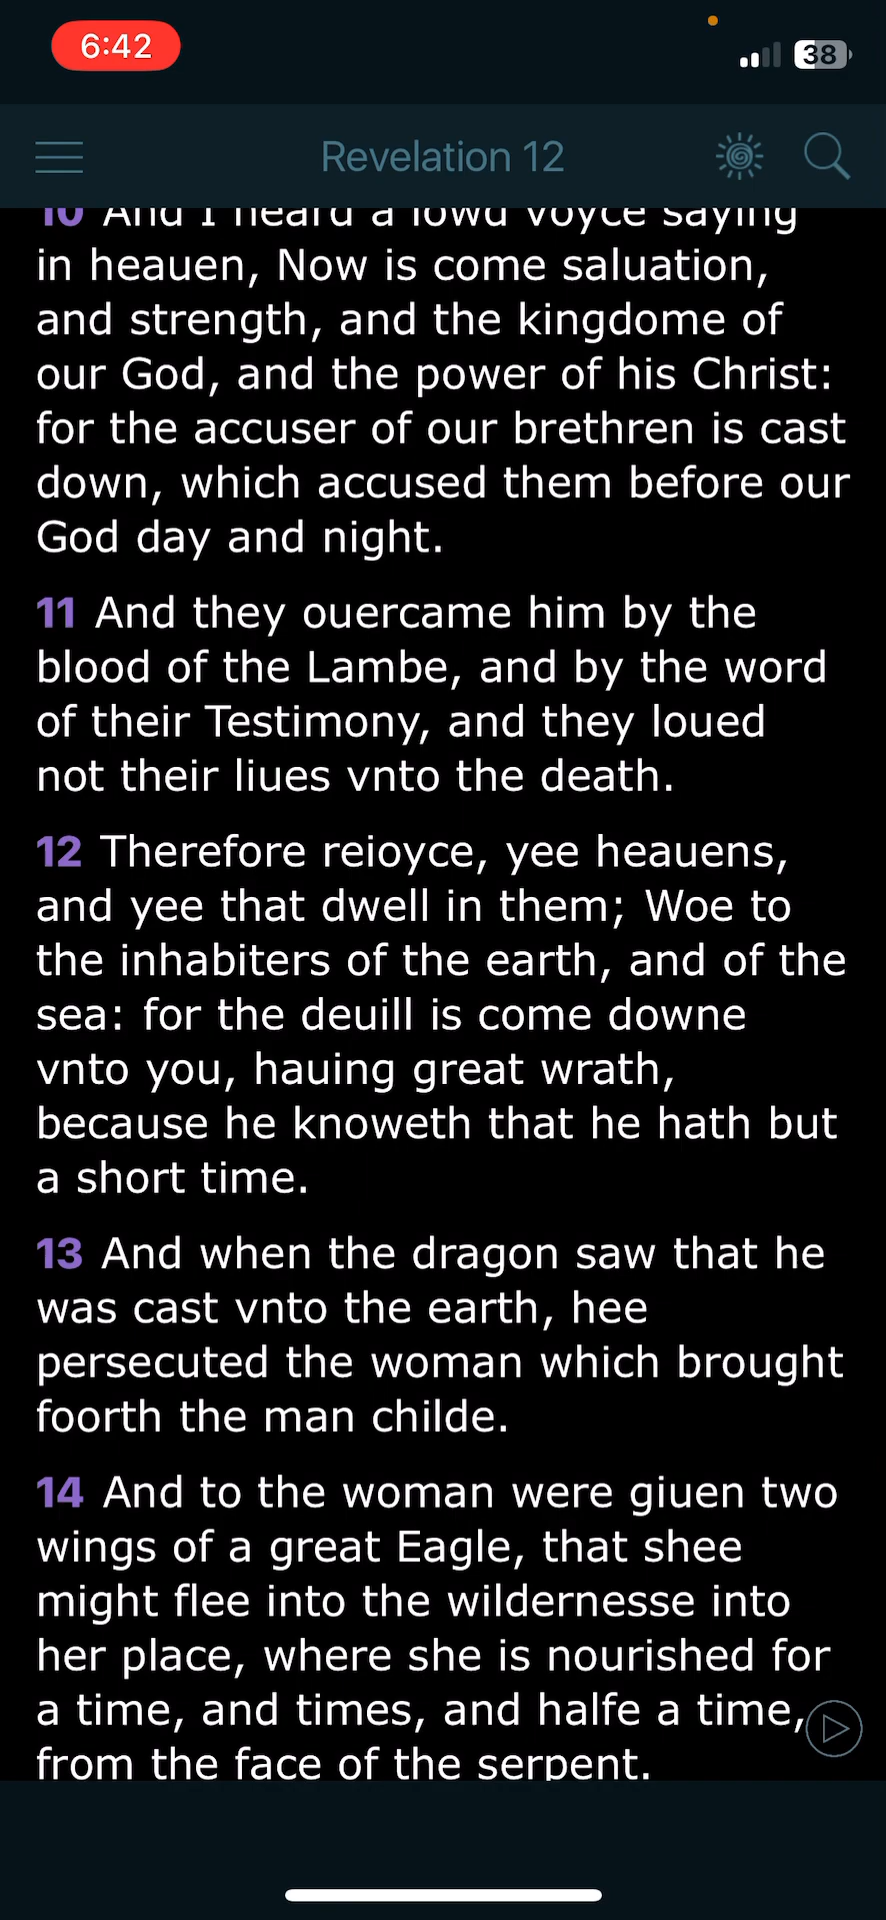 6:42
38
Revelation 12
10 And I heard a lowd voyce saying
in heauen, Now is come saluation,
and strength, and the kingdome of
our God, and the power of his Christ:
for the accuser of our brethren is cast
down, which accused them before our
God day and night.
11 And they ouercame him by the
blood of the Lambe, and by the word
of their Testimony, and they loued
not their liues vnto the death.
12 Therefore reioyce, yee heauens,
and yee that dwell in them; Woe to
the inhabiters of the earth, and of the
sea: for the deuill is come downe
vnto you, hauing great wrath,
because he knoweth that he hath but
a short time.
13 And when the dragon saw that he
was cast vnto the earth, hee
persecuted the woman which brought
foorth the man childe.
14 And to the woman were giuen two
wings of a great Eagle, that shee
might flee into the wildernesse into
her place, where she is nourished for
a time, and times, and halfe a time,
from the face of the serpent.